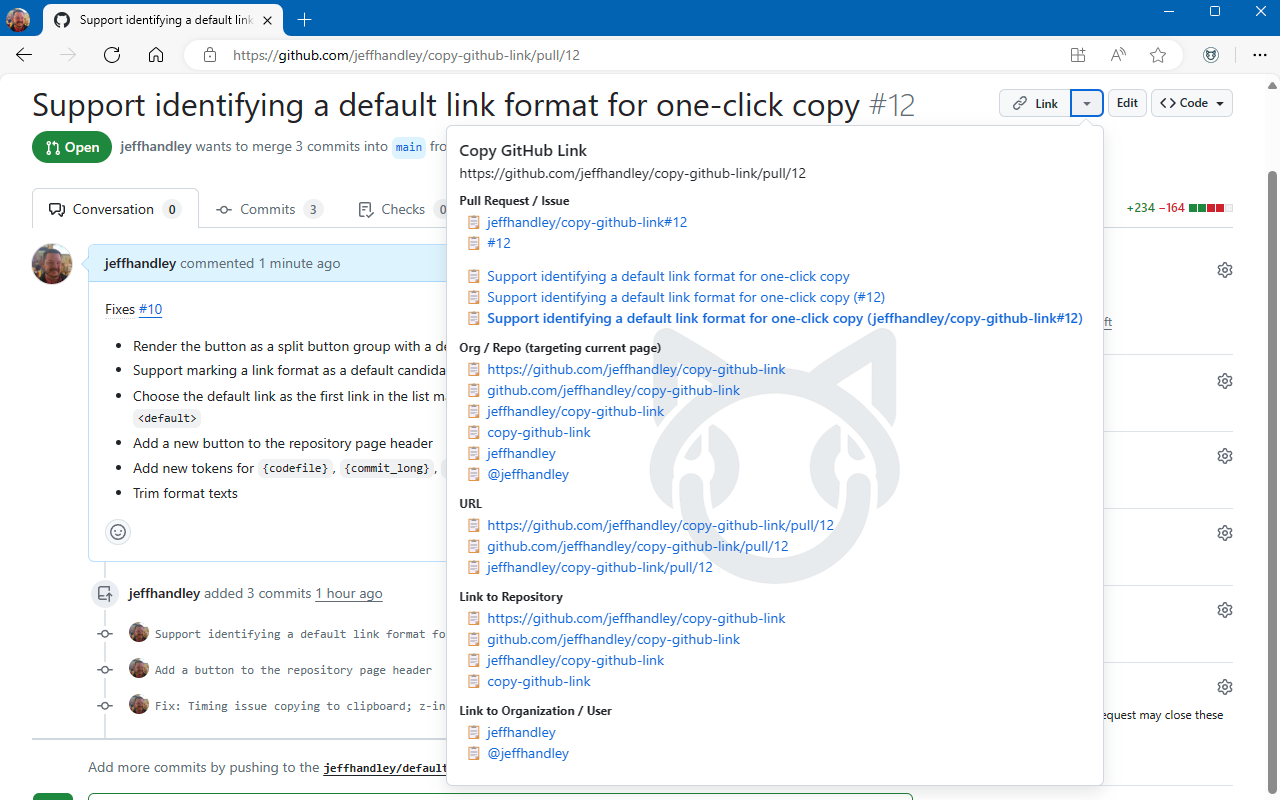 Support identifying a default link
https://github.com/jeffhandley/copy-github-link/pull/12
Support identifying a default link format for one-click copy #12
Link
Edit
Code
Open
jeffhandley wants to merge 3 commits into main
Conversation 0
Commits 3
Checks 0
+234 −164
jeffhandley commented 1 minute ago
Fixes #10
Render the button as a split button group with a
Support marking a link format as a default candida
Choose the default link as the first link in the list
<default>
Add a new button to the repository page header
Add new tokens for {codefile}, {commit_long},
Trim format texts
jeffhandley added 3 commits 1 hour ago
Support identifying a default link format fo
Add a button to the repository page header
Fix: Timing issue copying to clipboard; z-in
Add more commits by pushing to the jeffhandley/default
Copy GitHub Link
https://github.com/jeffhandley/copy-github-link/pull/12
Pull Request / Issue
jeffhandley/copy-github-link#12
#12
Support identifying a default link format for one-click copy
Support identifying a default link format for one-click copy (#12)
Support identifying a default link format for one-click copy (jeffhandley/copy-github-link#12)
Org / Repo (targeting current page)
https://github.com/jeffhandley/copy-github-link
github.com/jeffhandley/copy-github-link
jeffhandley/copy-github-link
copy-github-link
jeffhandley
@jeffhandley
URL
https://github.com/jeffhandley/copy-github-link/pull/12
github.com/jeffhandley/copy-github-link/pull/12
jeffhandley/copy-github-link/pull/12
Link to Repository
https://github.com/jeffhandley/copy-github-link
github.com/jeffhandley/copy-github-link
jeffhandley/copy-github-link
copy-github-link
Link to Organization / User
jeffhandley
@jeffhandley
ft
equest may close these